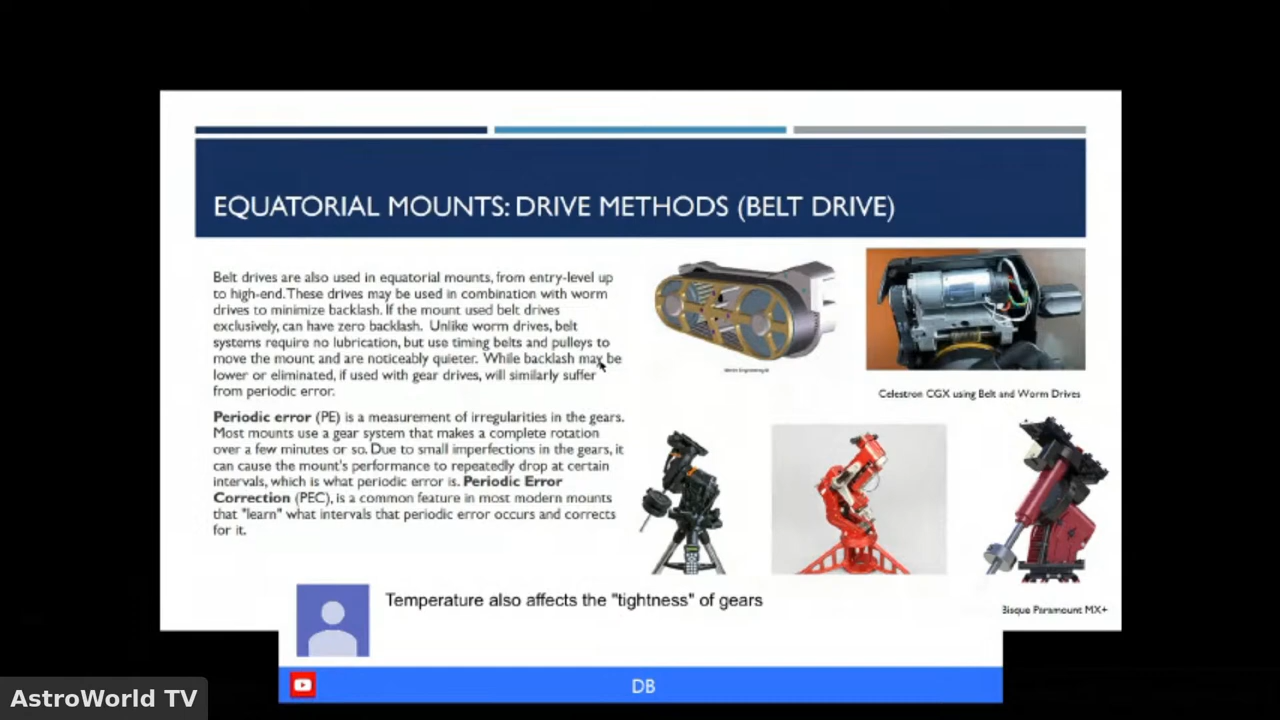 EQUATORIAL MOUNTS: DRIVE METHODS (BELT DRIVE)
Belt drives are also used in equatorial mounts, from entry-level up
to high-end. These drives may be used in combination with worm
drives to minimize backlash. If the mount used belt drives
exclusively, can have zero backlash. Unlike worm drives, belt
systems require no lubrication, but use timing belts and pulleys to
move the mount and are noticeably quieter. While backlash may be
lower or eliminated, if used with gear drives, will similarly suffer
from periodic error.
Periodic error (PE) is a measurement of irregularities in the gears.
Most mounts use a gear system that makes a complete rotation
over a few minutes or so. Due to small imperfections in the gears, it
can cause the mount's performance to repeatedly drop at certain
intervals, which is what periodic error is. Periodic Error
Correction (PEC), is a common feature in most modern mounts
that "learn" what intervals that periodic error occurs and corrects
for it.
Celestron CGX using Belt and Worm Drives
Bisque Paramount MX+
Temperature also affects the "tightness" of gears
DB
AstroWorld TV